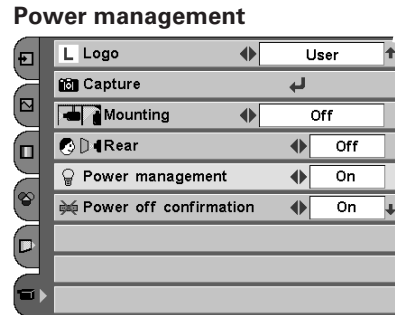 Power management
L Logo User
Capture
Mounting Off
Rear Off
Power management On
Power off confirmation On